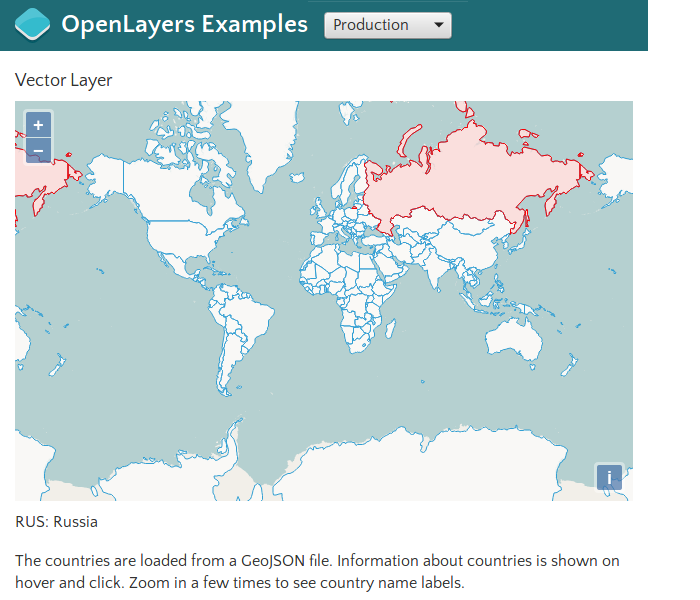 OpenLayers Examples
Production
Vector Layer
+
−
i
RUS: Russia
The countries are loaded from a GeoJSON file. Information about countries is shown on
hover and click. Zoom in a few times to see country name labels.